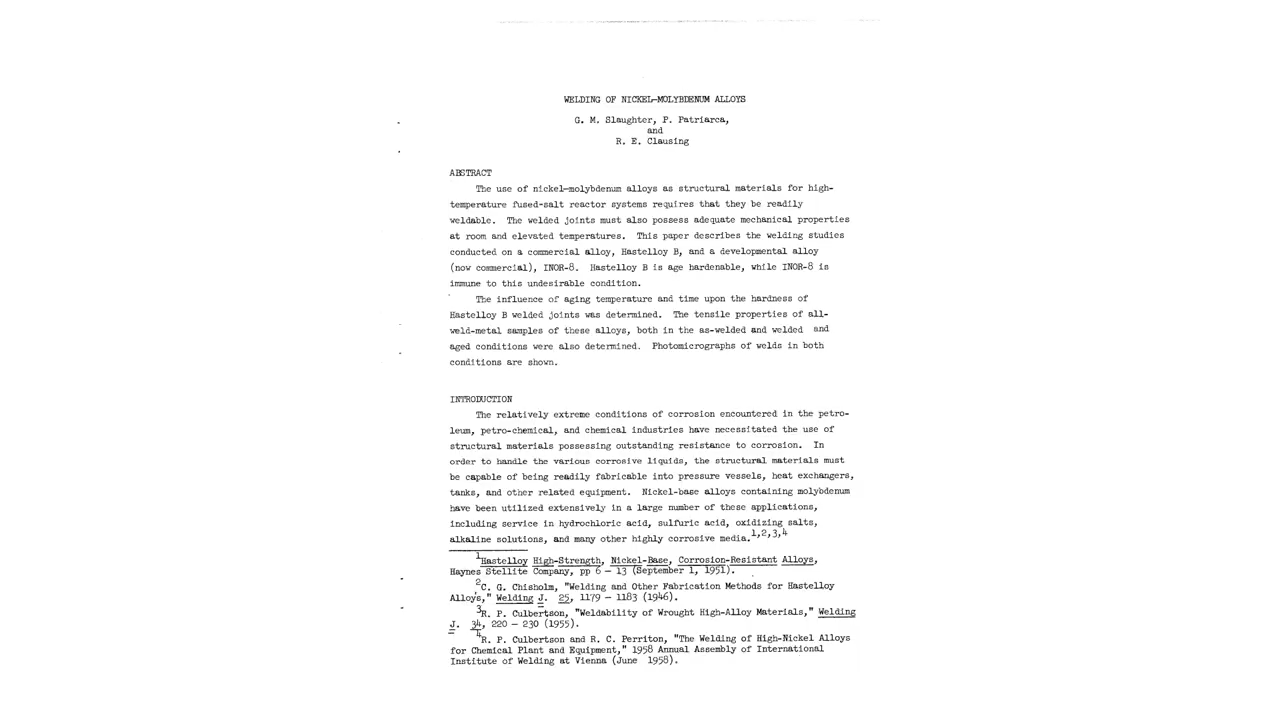 WELDING OF NICKEL—MOLYBDENUM ALLOYS
G. M. Slaughter, P. Patriarca,
and
R. E. Clausing
ABSTRACT
The use of nickel—molybdenum alloys as structural materials for high-
temperature fused-salt reactor systems requires that they be readily
weldable. The welded joints must also possess adequate mechanical properties
at room and elevated temperatures. This paper describes the welding studies
conducted on a commercial alloy, Hastelloy B, and a developmental alloy
(now commercial), INOR-8. Hastelloy B is age hardenable, while INOR-8 is
immune to this undesirable condition.
The influence of aging temperature and time upon the hardness of
Hastelloy B welded joints was determined. The tensile properties of all-
weld-metal samples of these alloys, both in the as-welded and welded and
aged conditions were also determined. Photomicrographs of welds in both
conditions are shown.
INTRODUCTION
The relatively extreme conditions of corrosion encountered in the petro-
leum, petro-chemical, and chemical industries have necessitated the use of
structural materials possessing outstanding resistance to corrosion. In
order to handle the various corrosive liquids, the structural materials must
be capable of being readily fabricable into pressure vessels, heat exchangers,
tanks, and other related equipment. Nickel-base alloys containing molybdenum
have been utilized extensively in a large number of these applications,
including service in hydrochloric acid, sulfuric acid, oxidizing salts,
alkaline solutions, and many other highly corrosive media.1,2,3,4
1Hastelloy High-Strength, Nickel-Base, Corrosion-Resistant Alloys,
Haynes Stellite Company, pp 6 — 13 (September 1, 1951).
2C. G. Chisholm, "Welding and Other Fabrication Methods for Hastelloy
Alloys," Welding J. 25, 1179 — 1183 (1946).
3R. P. Culbertson, "Weldability of Wrought High-Alloy Materials," Welding
J. 34, 220 — 230 (1955).
4R. P. Culbertson and R. C. Perriton, "The Welding of High-Nickel Alloys
for Chemical Plant and Equipment," 1958 Annual Assembly of International
Institute of Welding at Vienna (June 1958).